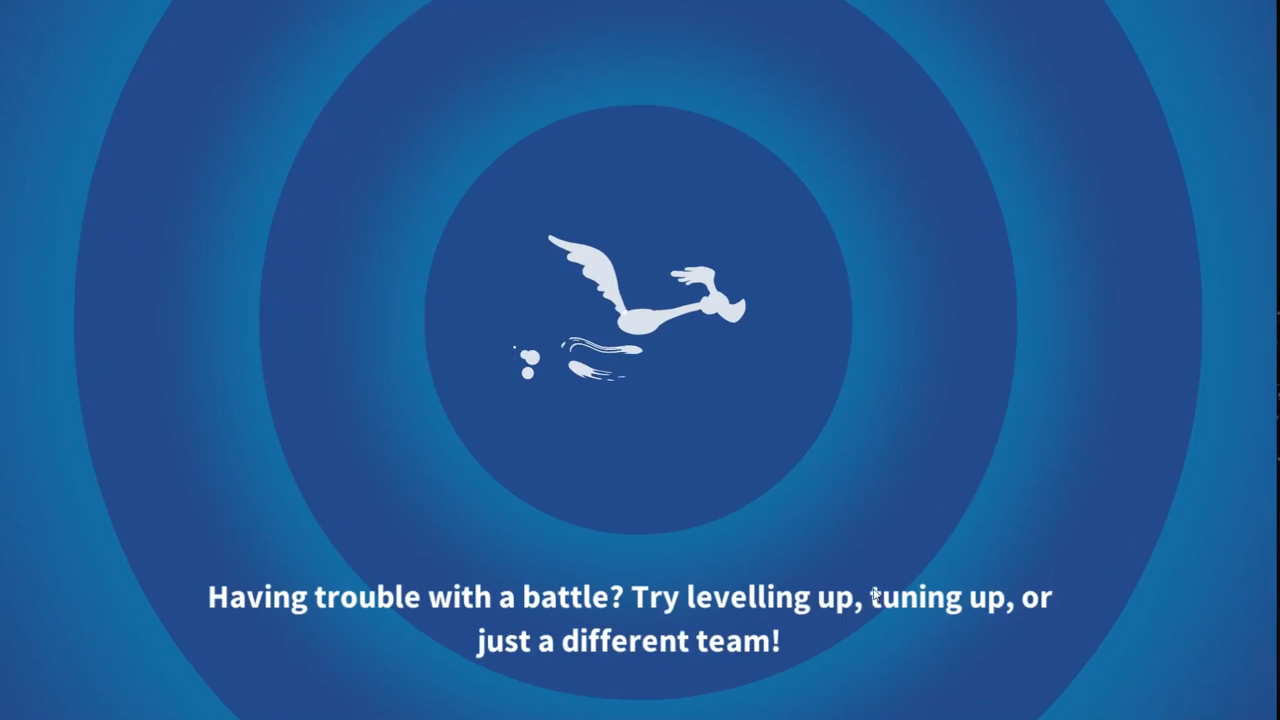 Having trouble with a battle? Try levelling up, tuning up, or
just a different team!